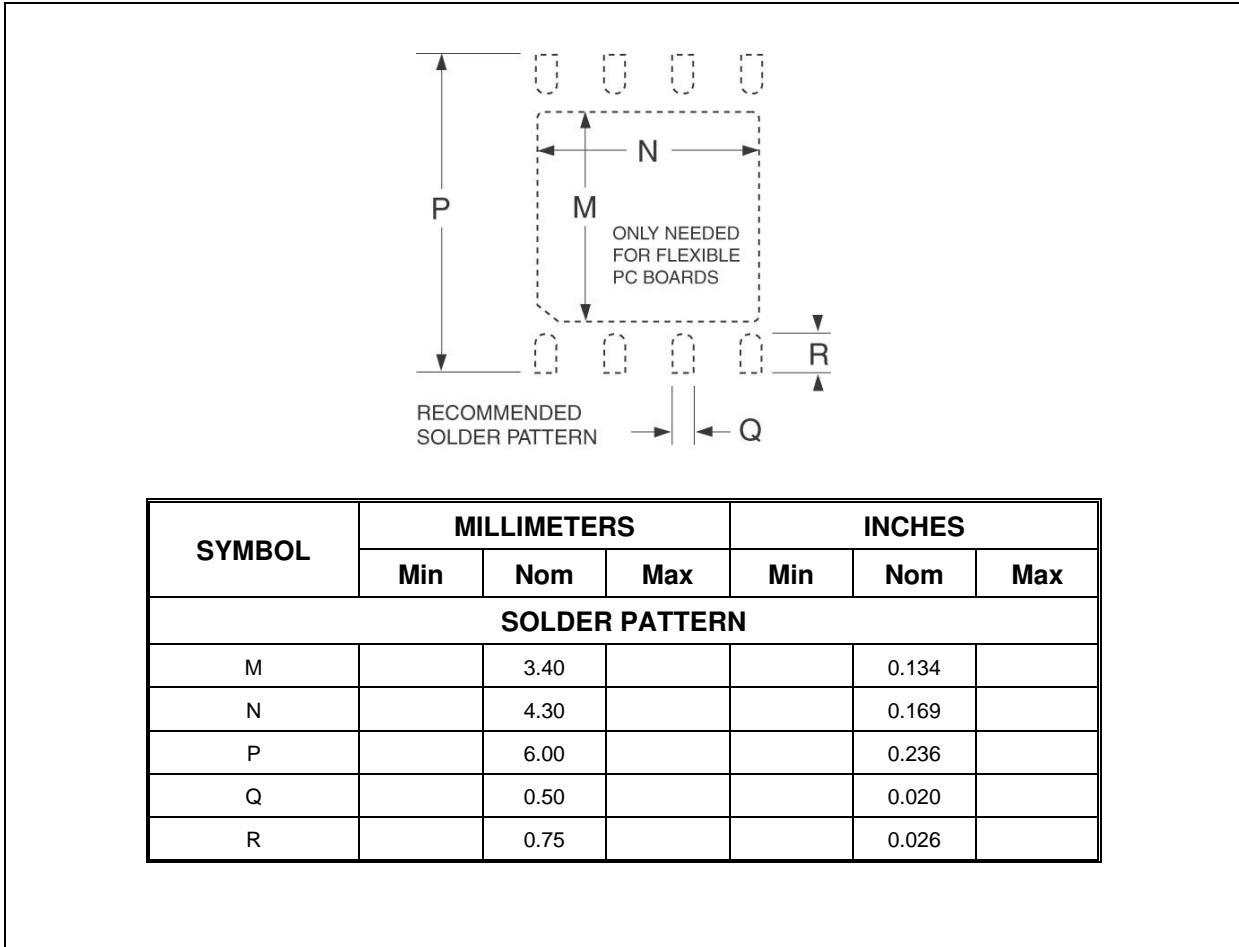 N
P
M
ONLY NEEDED
FOR FLEXIBLE
PC BOARDS
R
RECOMMENDED
SOLDER PATTERN
Q
SYMBOL MILLIMETERS INCHES
Min Nom Max Min Nom Max
SOLDER PATTERN
M 3.40 0.134
N 4.30 0.169
P 6.00 0.236
Q 0.50 0.020
R 0.75 0.026